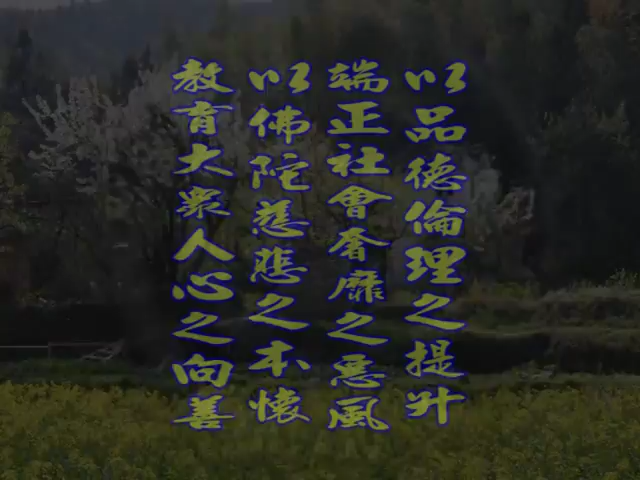 以品德倫理之提升
端正社會奢靡之惡風
以佛陀慈悲之本懷
教育大眾人心之向善